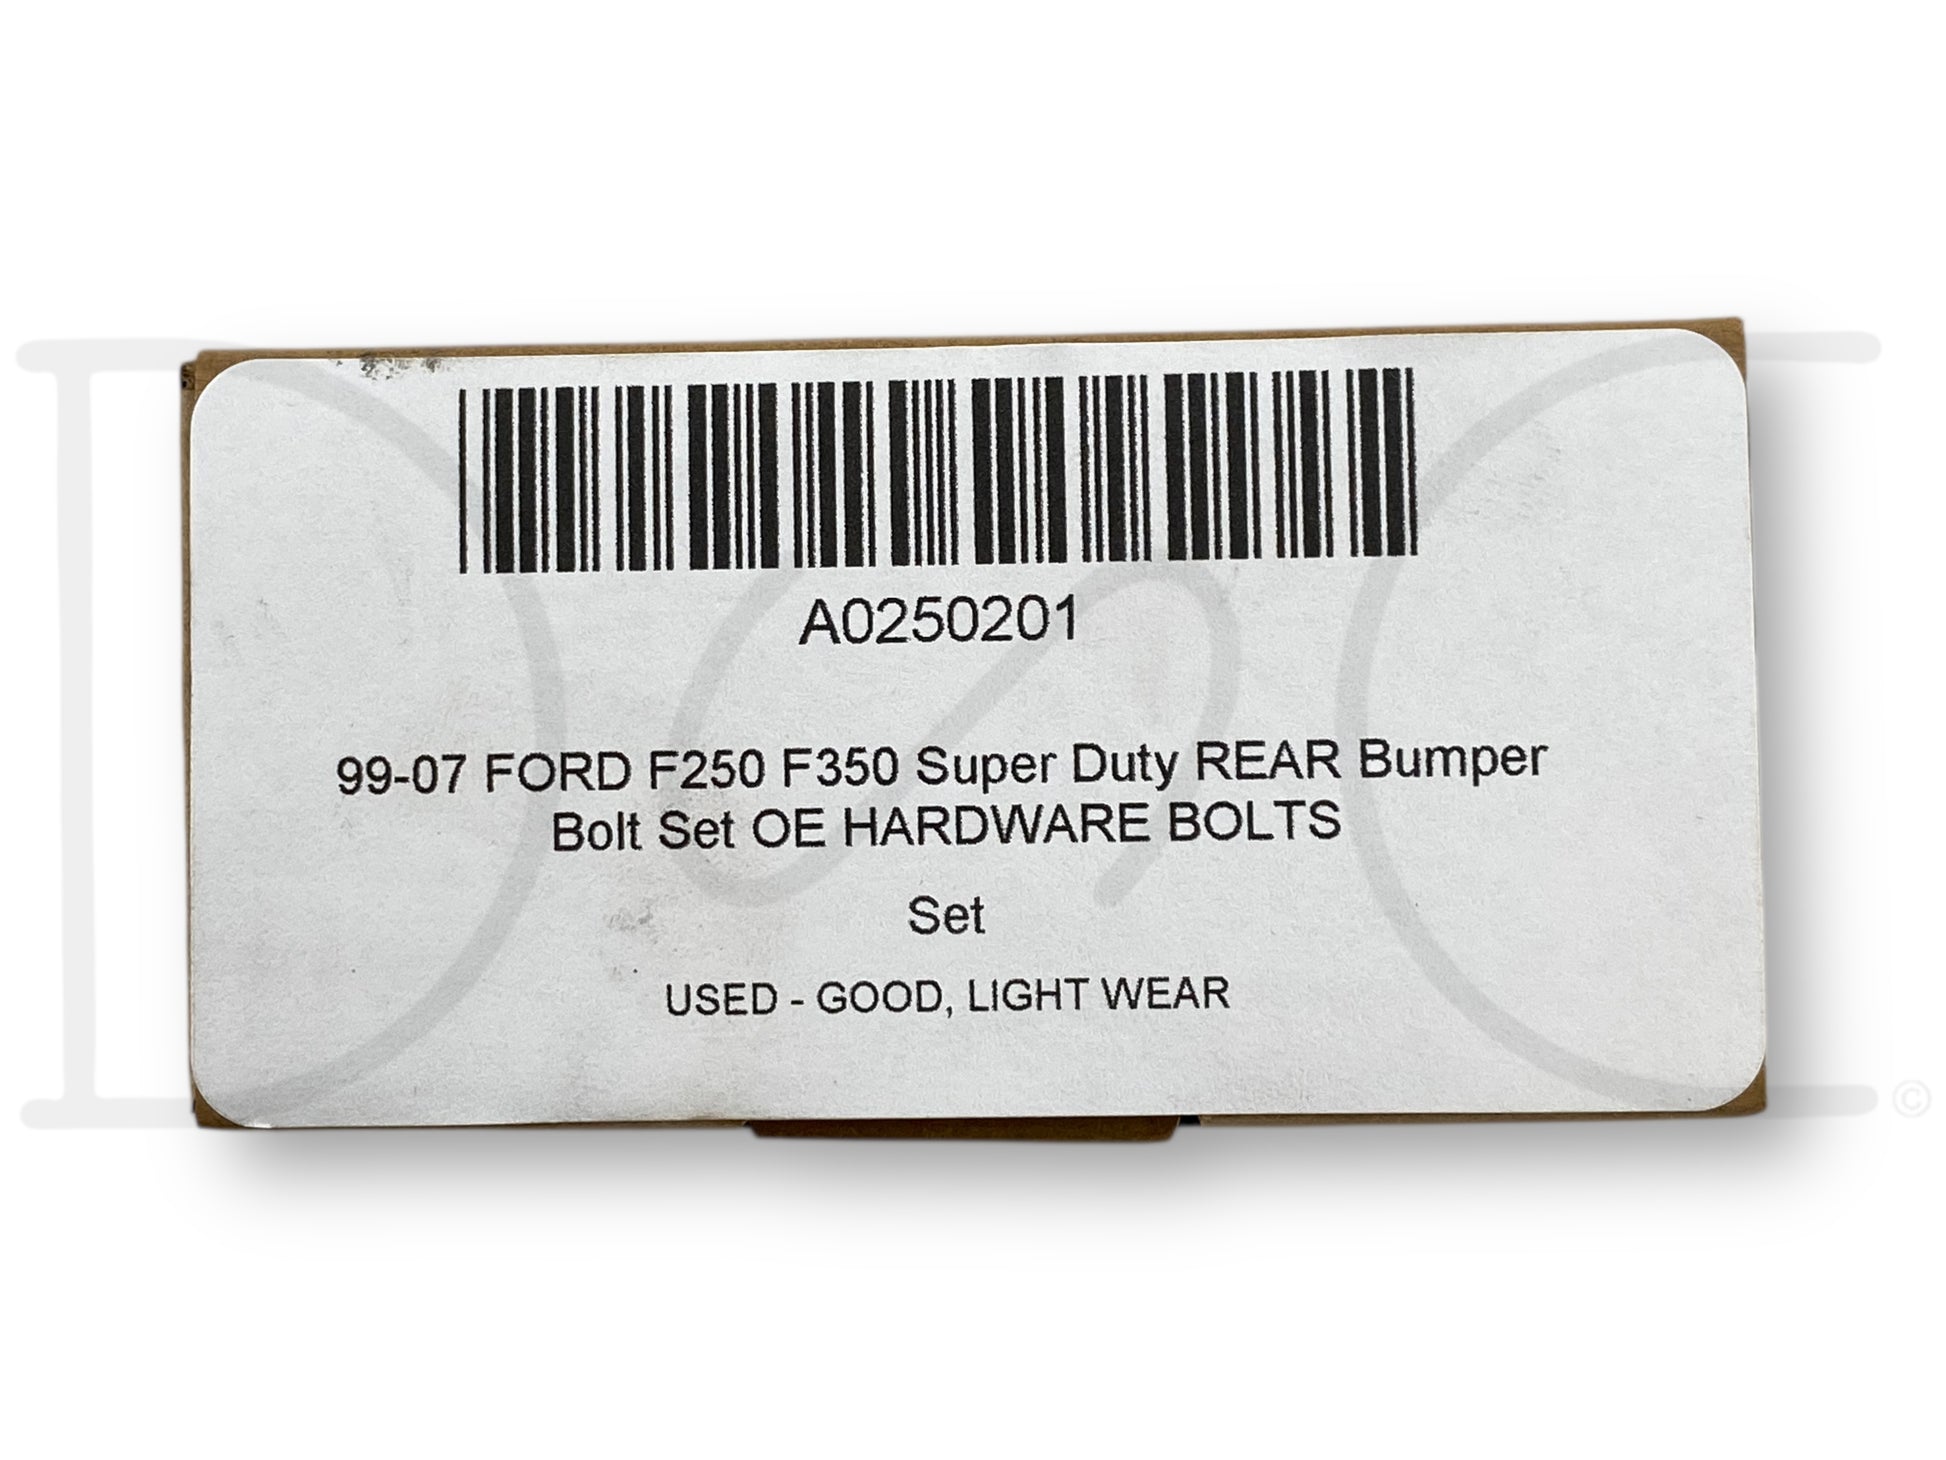 A0250201
99-07 FORD F250 F350 Super Duty REAR Bumper
Bolt Set OE HARDWARE BOLTS
Set
USED - GOOD, LIGHT WEAR
©